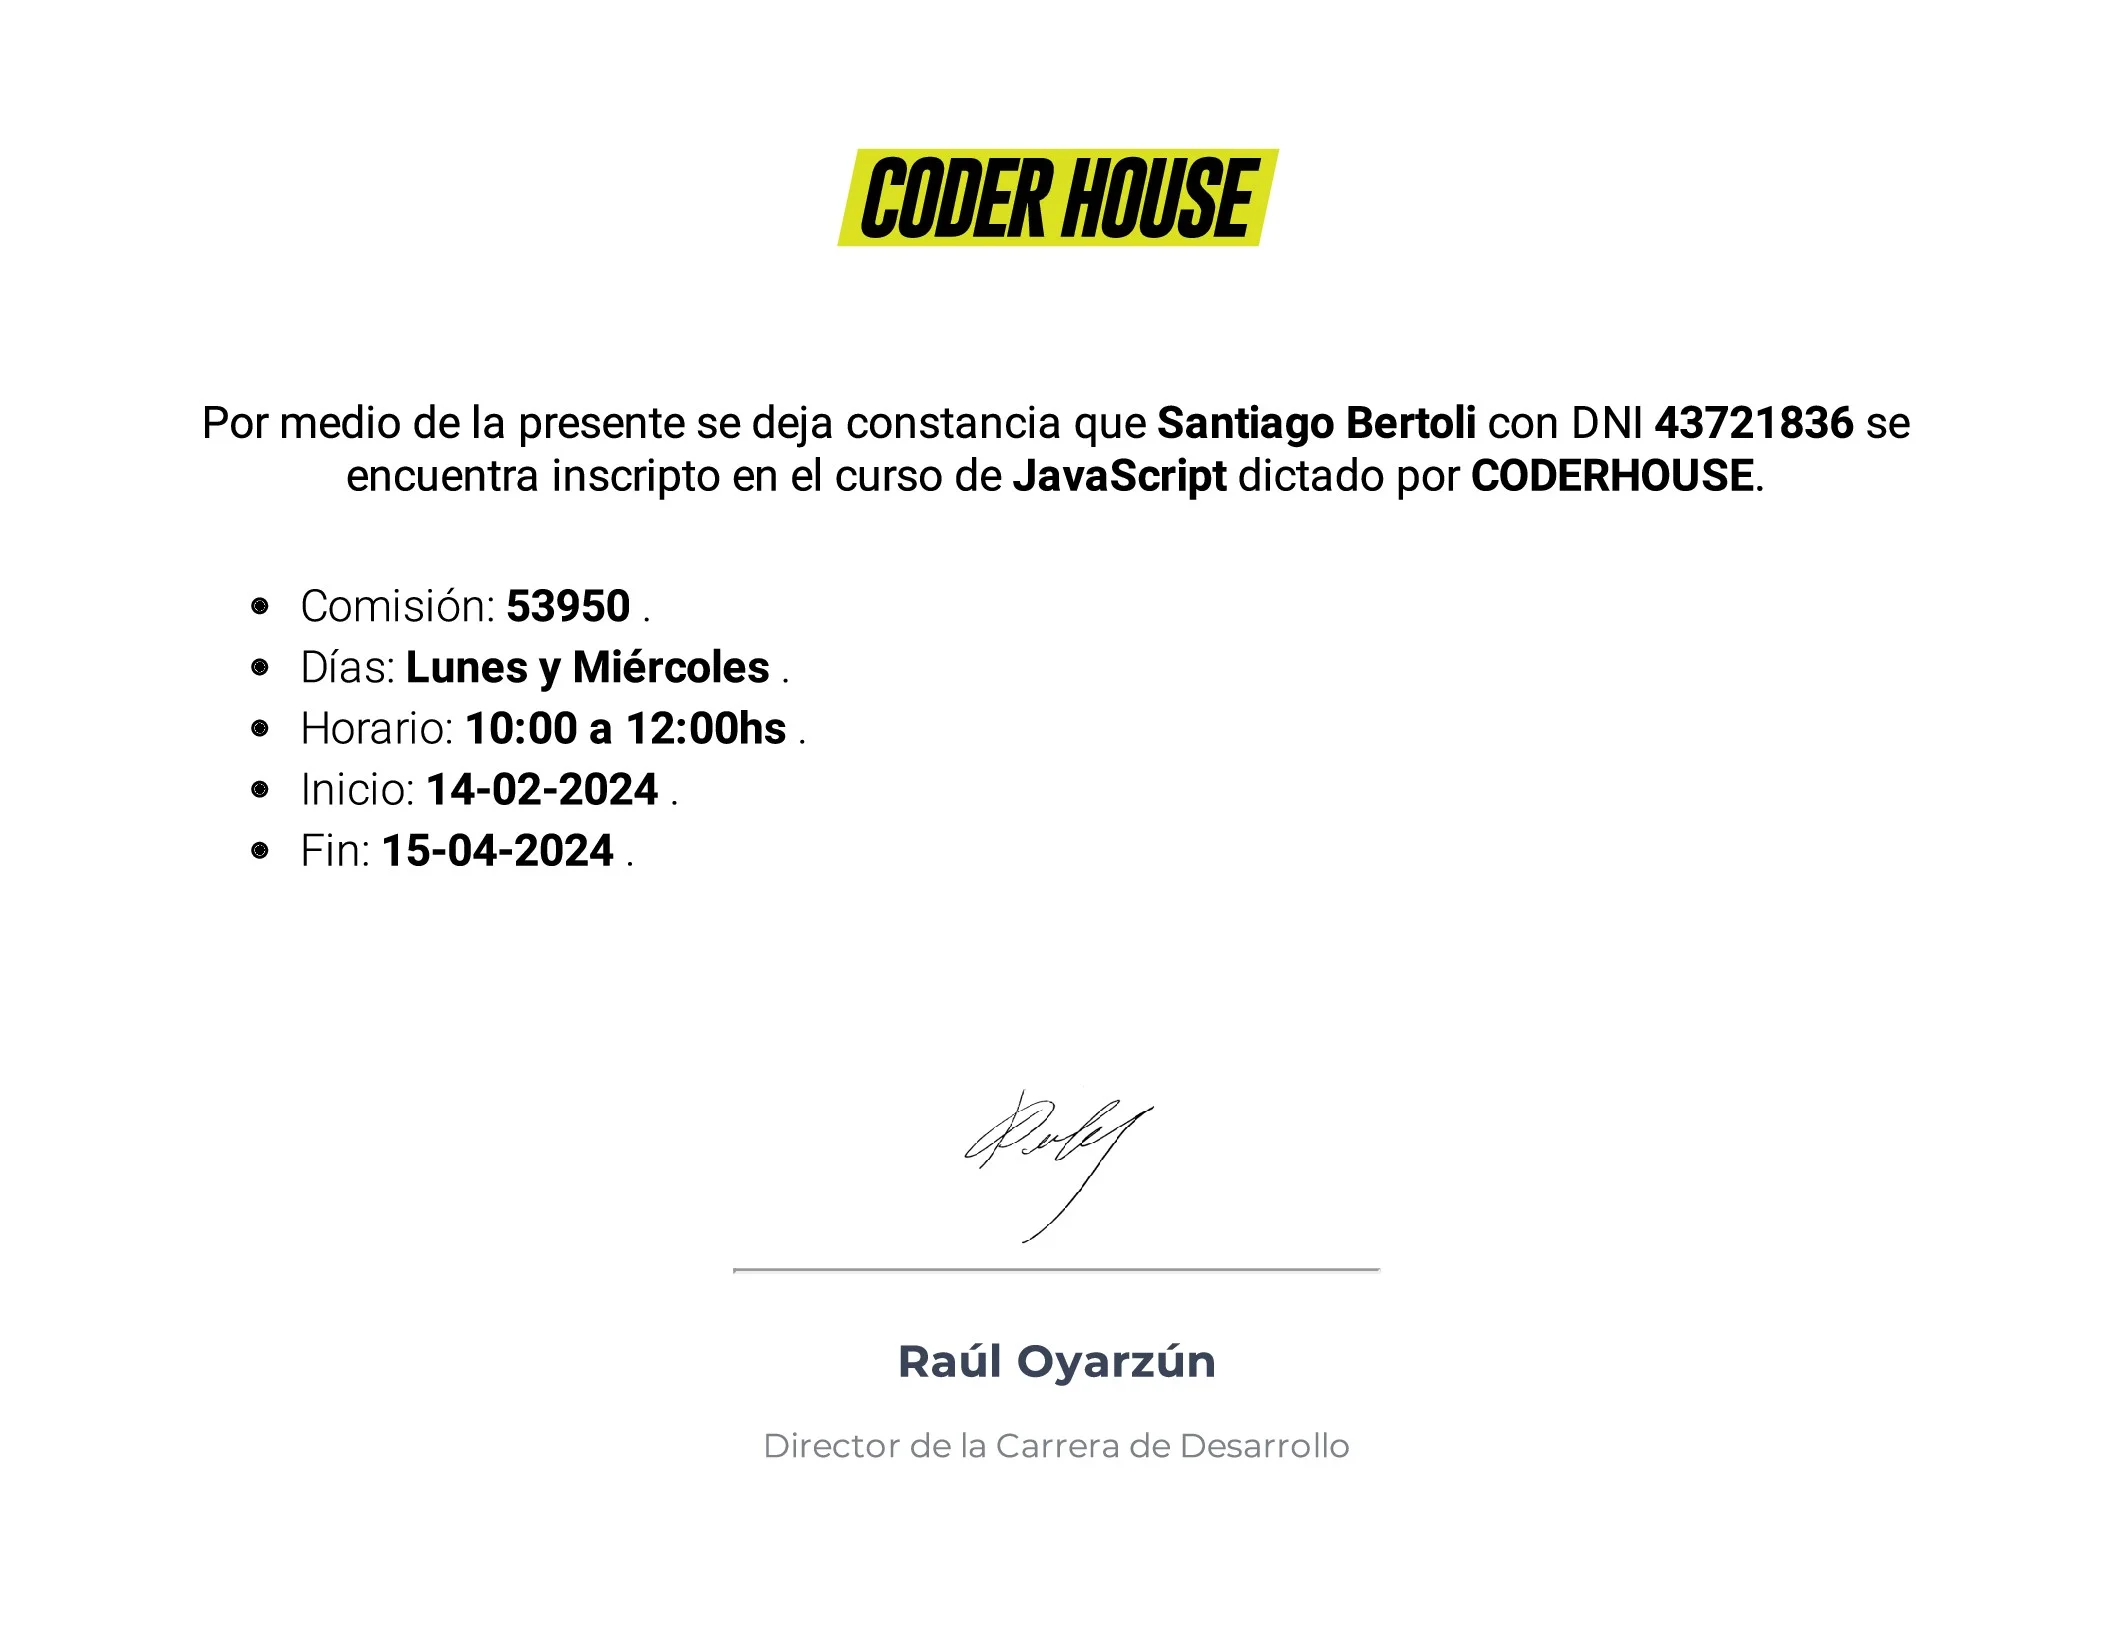 CODER HOUSE
Por medio de la presente se deja constancia que Santiago Bertoli con DNI 43721836 se
encuentra inscripto en el curso de JavaScript dictado por CODERHOUSE.
Comisión: 53950 .
Días: Lunes y Miércoles .
Horario: 10:00 a 12:00hs .
Inicio: 14-02-2024 .
Fin: 15-04-2024 .
Raúl Oyarzún
Director de la Carrera de Desarrollo